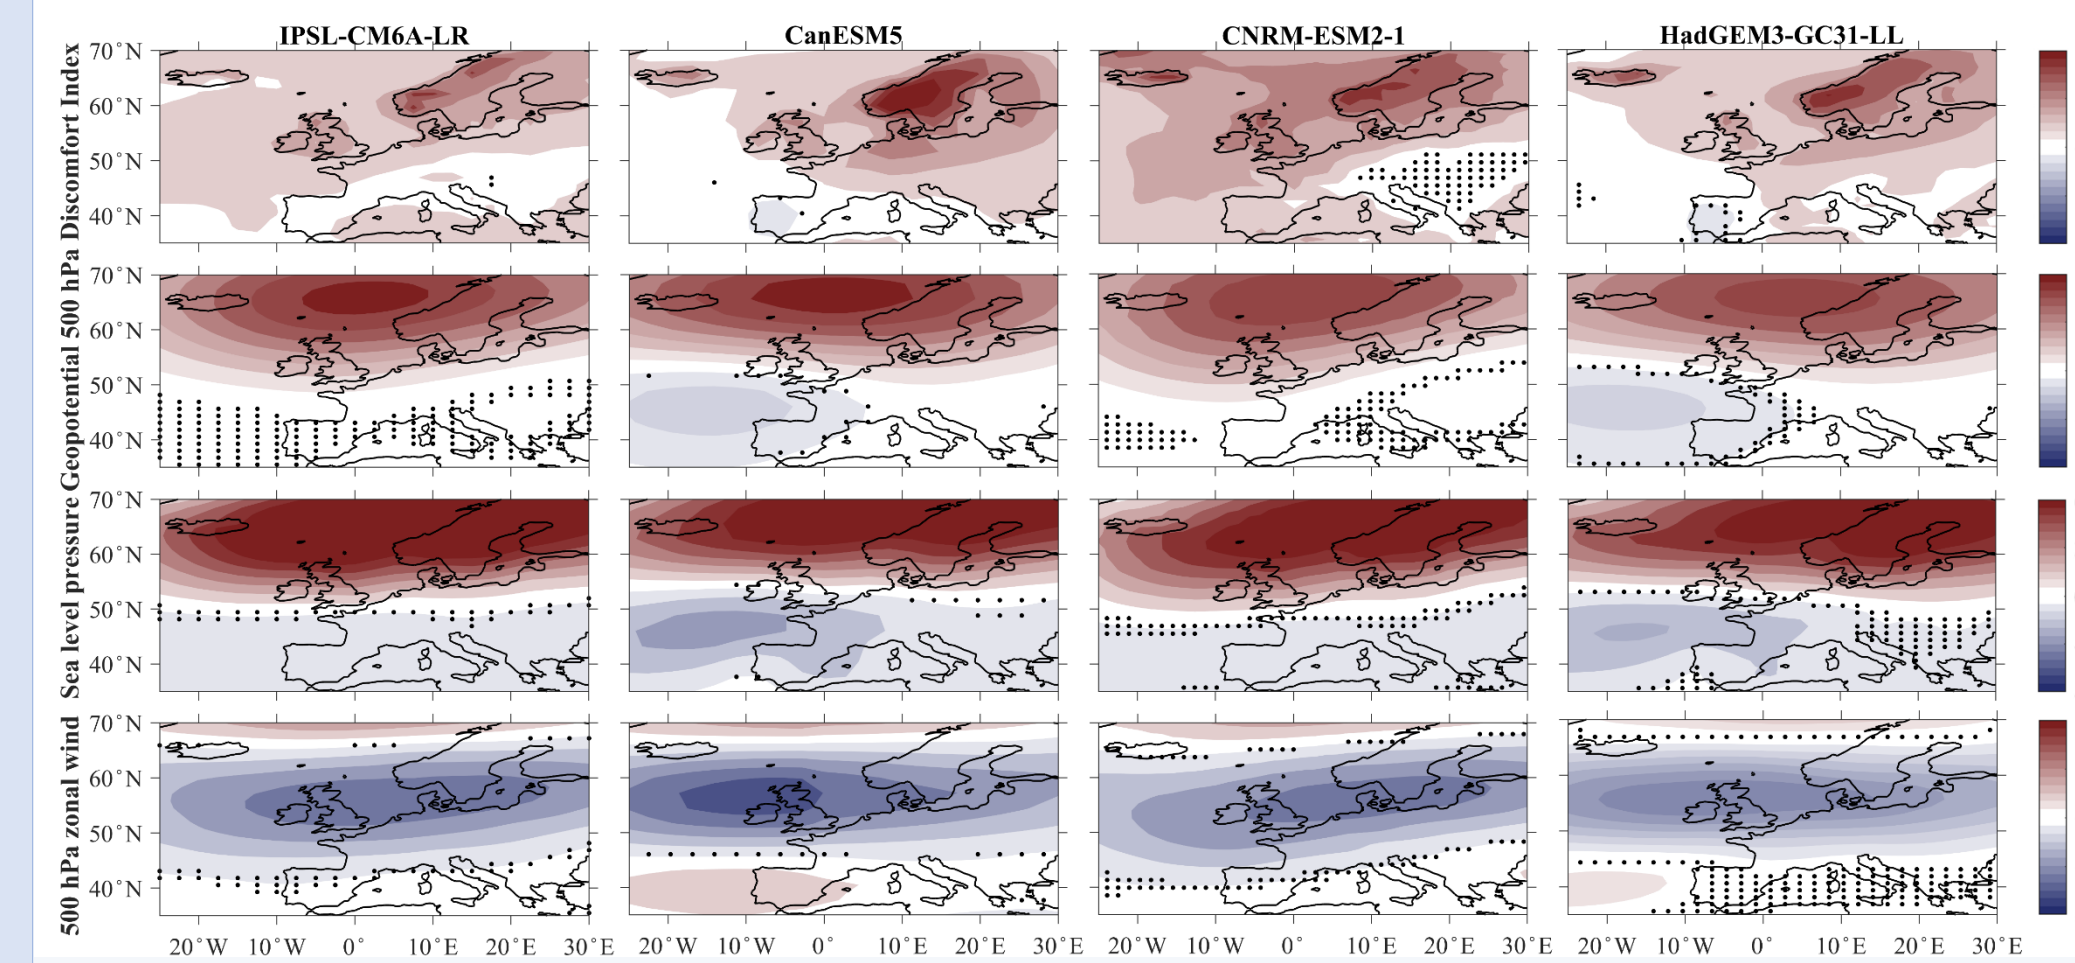 IPSL-CM6A-LR CanESM5 CNRM-ESM2-1 HadGEM3-GC31-LL
Discomfort Index
70°N
60°N
50°N
40°N
Geopotential 500 hPa
70°N
60°N
50°N
40°N
Sea level pressure
70°N
60°N
50°N
40°N
500 hPa zonal wind
70°N
60°N
50°N
40°N
20°W 10°W 0° 10°E 20°E 30°E 20°W 10°W 0° 10°E 20°E 30°E 20°W 10°W 0° 10°E 20°E 30°E 20°W 10°W 0° 10°E 20°E 30°E